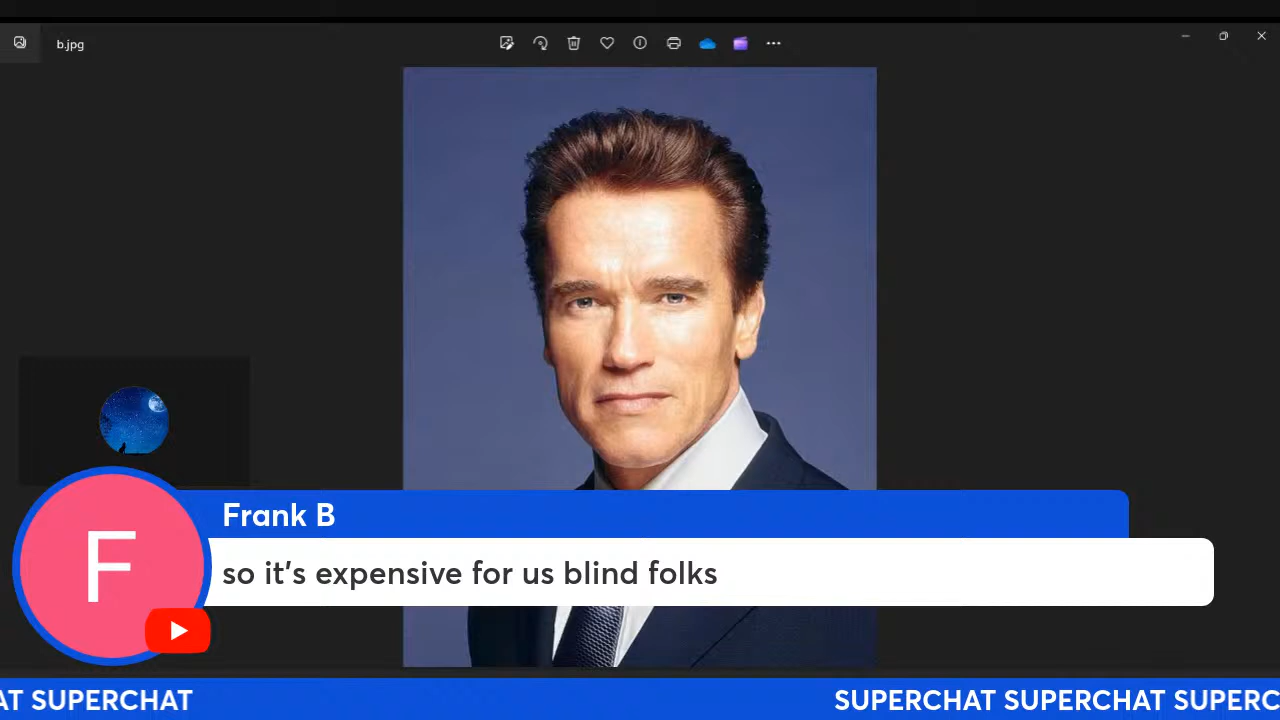 b.jpg
Frank B
F
so it's expensive for us blind folks
AT SUPERCHAT SUPERCHAT SUPERCHAT SUPERC